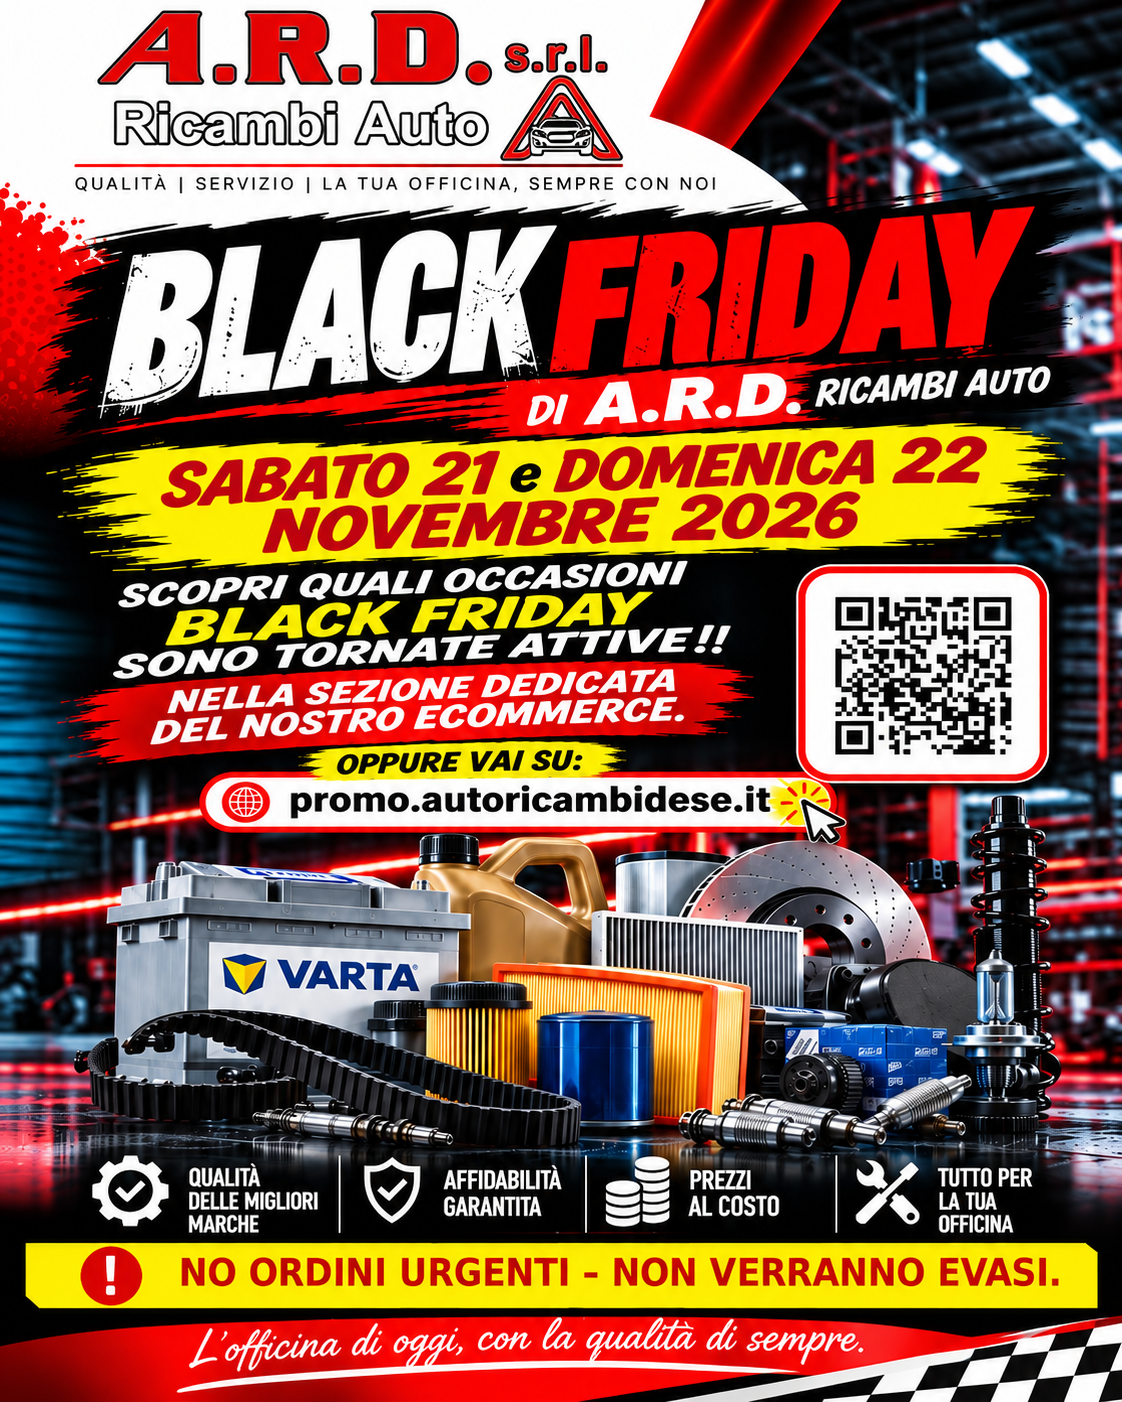 A.R.D. s.r.l.
Ricambi Auto
QUALITÀ | SERVIZIO | LA TUA OFFICINA, SEMPRE CON NOI
BLACK FRIDAY
DI A.R.D. RICAMBI AUTO
SABATO 21 e DOMENICA 22
NOVEMBRE 2026
SCOPRI QUALI OCCASIONI
BLACK FRIDAY
SONO TORNATE ATTIVE!!
NELLA SEZIONE DEDICATA
DEL NOSTRO ECOMMERCE.
OPPURE VAI SU:
promo.autoricambidese.it
VARTA®
QUALITÀ
DELLE MIGLIORI
MARCHE
AFFIDABILITÀ
GARANTITA
PREZZI
AL COSTO
TUTTO PER
LA TUA
OFFICINA
NO ORDINI URGENTI - NON VERRANNO EVASI.
L'officina di oggi, con la qualità di sempre.